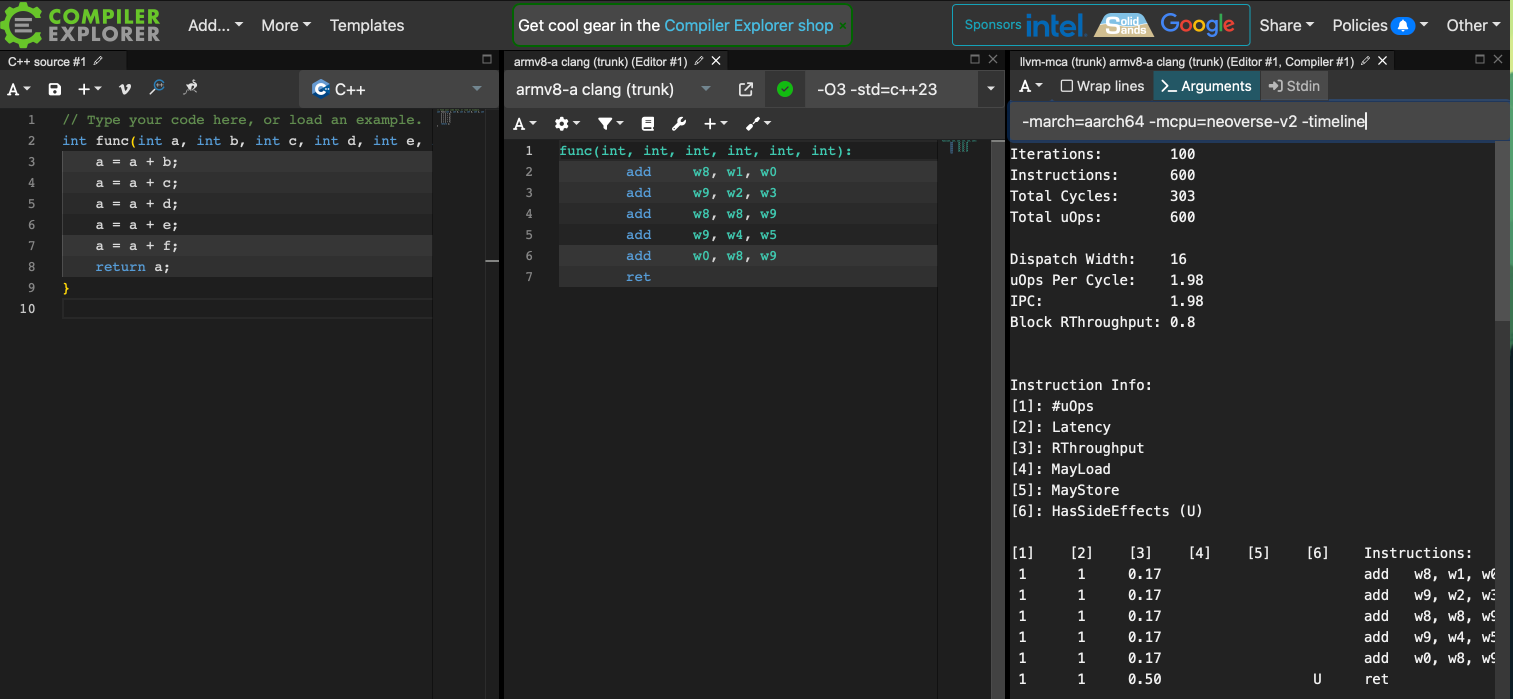 COMPILER
EXPLORER
Add...
More
Templates
Get cool gear in the Compiler Explorer shop ×
Sponsors intel. Solid Sands Google
Share
Policies
Other
C++ source #1
A
C++
1 // Type your code here, or load an example.
2 int func(int a, int b, int c, int d, int e,
3 a = a + b;
4 a = a + c;
5 a = a + d;
6 a = a + e;
7 a = a + f;
8 return a;
9 }
10
armv8-a clang (trunk) (Editor #1)
armv8-a clang (trunk)
-O3 -std=c++23
A
1 func(int, int, int, int, int, int):
2 add w8, w1, w0
3 add w9, w2, w3
4 add w8, w8, w9
5 add w9, w4, w5
6 add w0, w8, w9
7 ret
llvm-mca (trunk) armv8-a clang (trunk) (Editor #1, Compiler #1)
A Wrap lines Arguments Stdin
-march=aarch64 -mcpu=neoverse-v2 -timeline
Iterations: 100
Instructions: 600
Total Cycles: 303
Total uOps: 600
Dispatch Width: 16
uOps Per Cycle: 1.98
IPC: 1.98
Block RThroughput: 0.8
Instruction Info:
[1]: #uOps
[2]: Latency
[3]: RThroughput
[4]: MayLoad
[5]: MayStore
[6]: HasSideEffects (U)
[1] [2] [3] [4] [5] [6] Instructions:
1 1 0.17 add w8, w1, w0
1 1 0.17 add w9, w2, w3
1 1 0.17 add w8, w8, w9
1 1 0.17 add w9, w4, w5
1 1 0.17 add w0, w8, w9
1 1 0.50 U ret